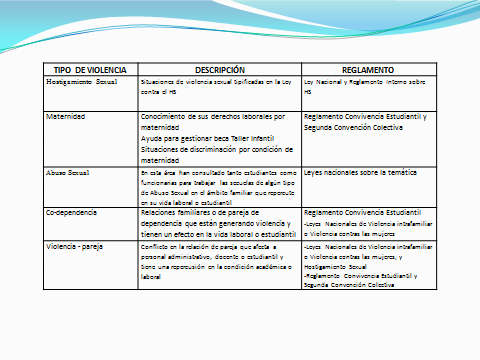 TIPO DE VIOLENCIA DESCRIPCIÓN REGLAMENTO
Hostigamiento Sexual
Situaciones de violencia sexual tipificadas en la Ley
contra el HS
Ley Nacional y Reglamento Interno sobre
HS
Maternidad
Conocimiento de sus derechos laborales por
maternidad
Ayuda para gestionar beca Taller Infantil
Situaciones de discriminación por condición de
maternidad
Reglamento Convivencia Estudiantil y
Segunda Convención Colectiva
Abuso Sexual
En esta área han consultado tanto estudiantes como
funcionarias para trabajar las secuelas de algún tipo
de Abuso Sexual en el ámbito familiar que repercute
en su vida laboral o estudiantil
Leyes nacionales sobre la temática
Co-dependencia
Relaciones familiares o de pareja de
dependencia que están generando violencia y
tienen un efecto en la vida laboral o estudiantil
Reglamento Convivencia Estudiantil
-Leyes Nacionales de Violencia intrafamiliar
o Violencia contras las mujeres
Violencia - pareja
Conflicto en la relación de pareja que afecta a
personal administrativo, docente o estudiantil y
tiene una repercusión en la condición académica o
laboral
-Leyes Nacionales de Violencia intrafamiliar
o Violencia contras las mujeres, y
Hostigamiento Sexual
-Reglamento Convivencia Estudiantil y
Segunda Convención Colectiva